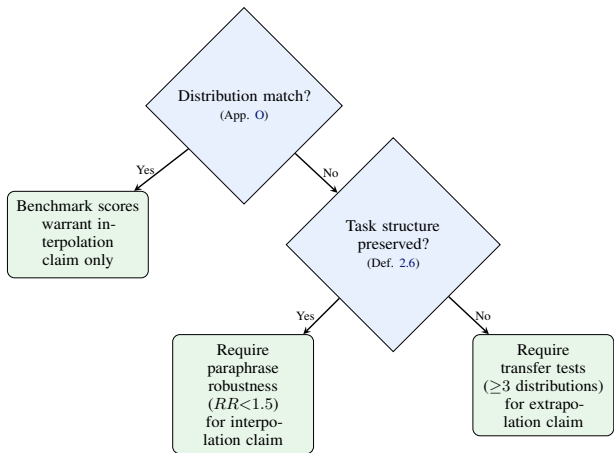 Distribution match?
(App. O)
Yes
No
Benchmark scores
warrant in-
terpolation
claim only
Task structure
preserved?
(Def. 2.6)
Yes
No
Require
paraphrase
robustness
(RR<1.5)
for interpo-
lation claim
Require
transfer tests
(≥3 distributions)
for extrapo-
lation claim